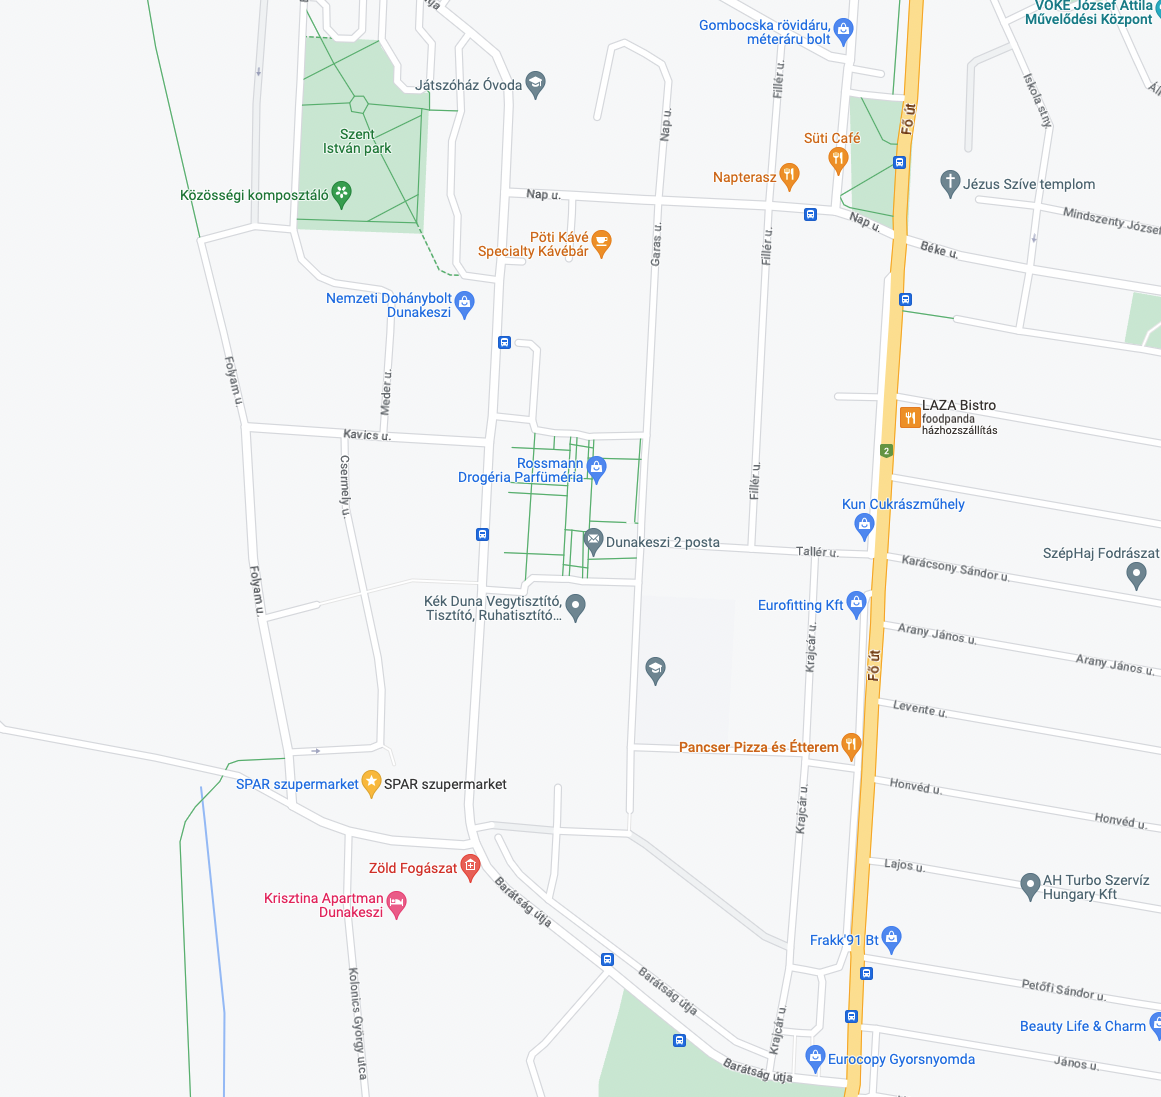 VOKE József Attila
Művelődési Központ
Gombocska rövidáru,
méteráru bolt
Játszóház Óvoda
Fillér u.
Iskola stny.
Fő út
Nap u.
Szent
István park
Süti Café
Napterasz
Közösségi komposztáló
Jézus Szíve templom
Nap u.
Nap u.
Mindszenty József
Pöti Kávé
Specialty Kávébár
Garas u.
Fillér u.
Béke u.
Nemzeti Dohánybolt
Dunakeszi
Folyam u.
Meder u.
LAZA Bistro
foodpanda
házhozszállítás
Kavics u.
2
Rossmann
Drogéria Parfüméria
Csermely u.
Fillér u.
Kun Cukrászműhely
Dunakeszi 2 posta
Tallér u.
SzépHaj Fodrászat
Karácsony Sándor u.
Folyam u.
Kék Duna Vegytisztító,
Tisztító, Ruhatisztító...
Eurofitting Kft
Krajcár u.
Arany János u.
Arany János u.
Fő út
Levente u.
Pancser Pizza és Étterem
SPAR szupermarket
SPAR szupermarket
Honvéd u.
Honvéd u.
Krajcár u.
Zöld Fogászat
Lajos u.
AH Turbo Szervíz
Hungary Kft
Krisztina Apartman
Dunakeszi
Barátság útja
Frakk'91 Bt
Kolonics György utca
Barátság útja
Petőfi Sándor u.
Krajcár u.
Beauty Life & Charm
Eurocopy Gyorsnyomda
János u.
Barátság útja